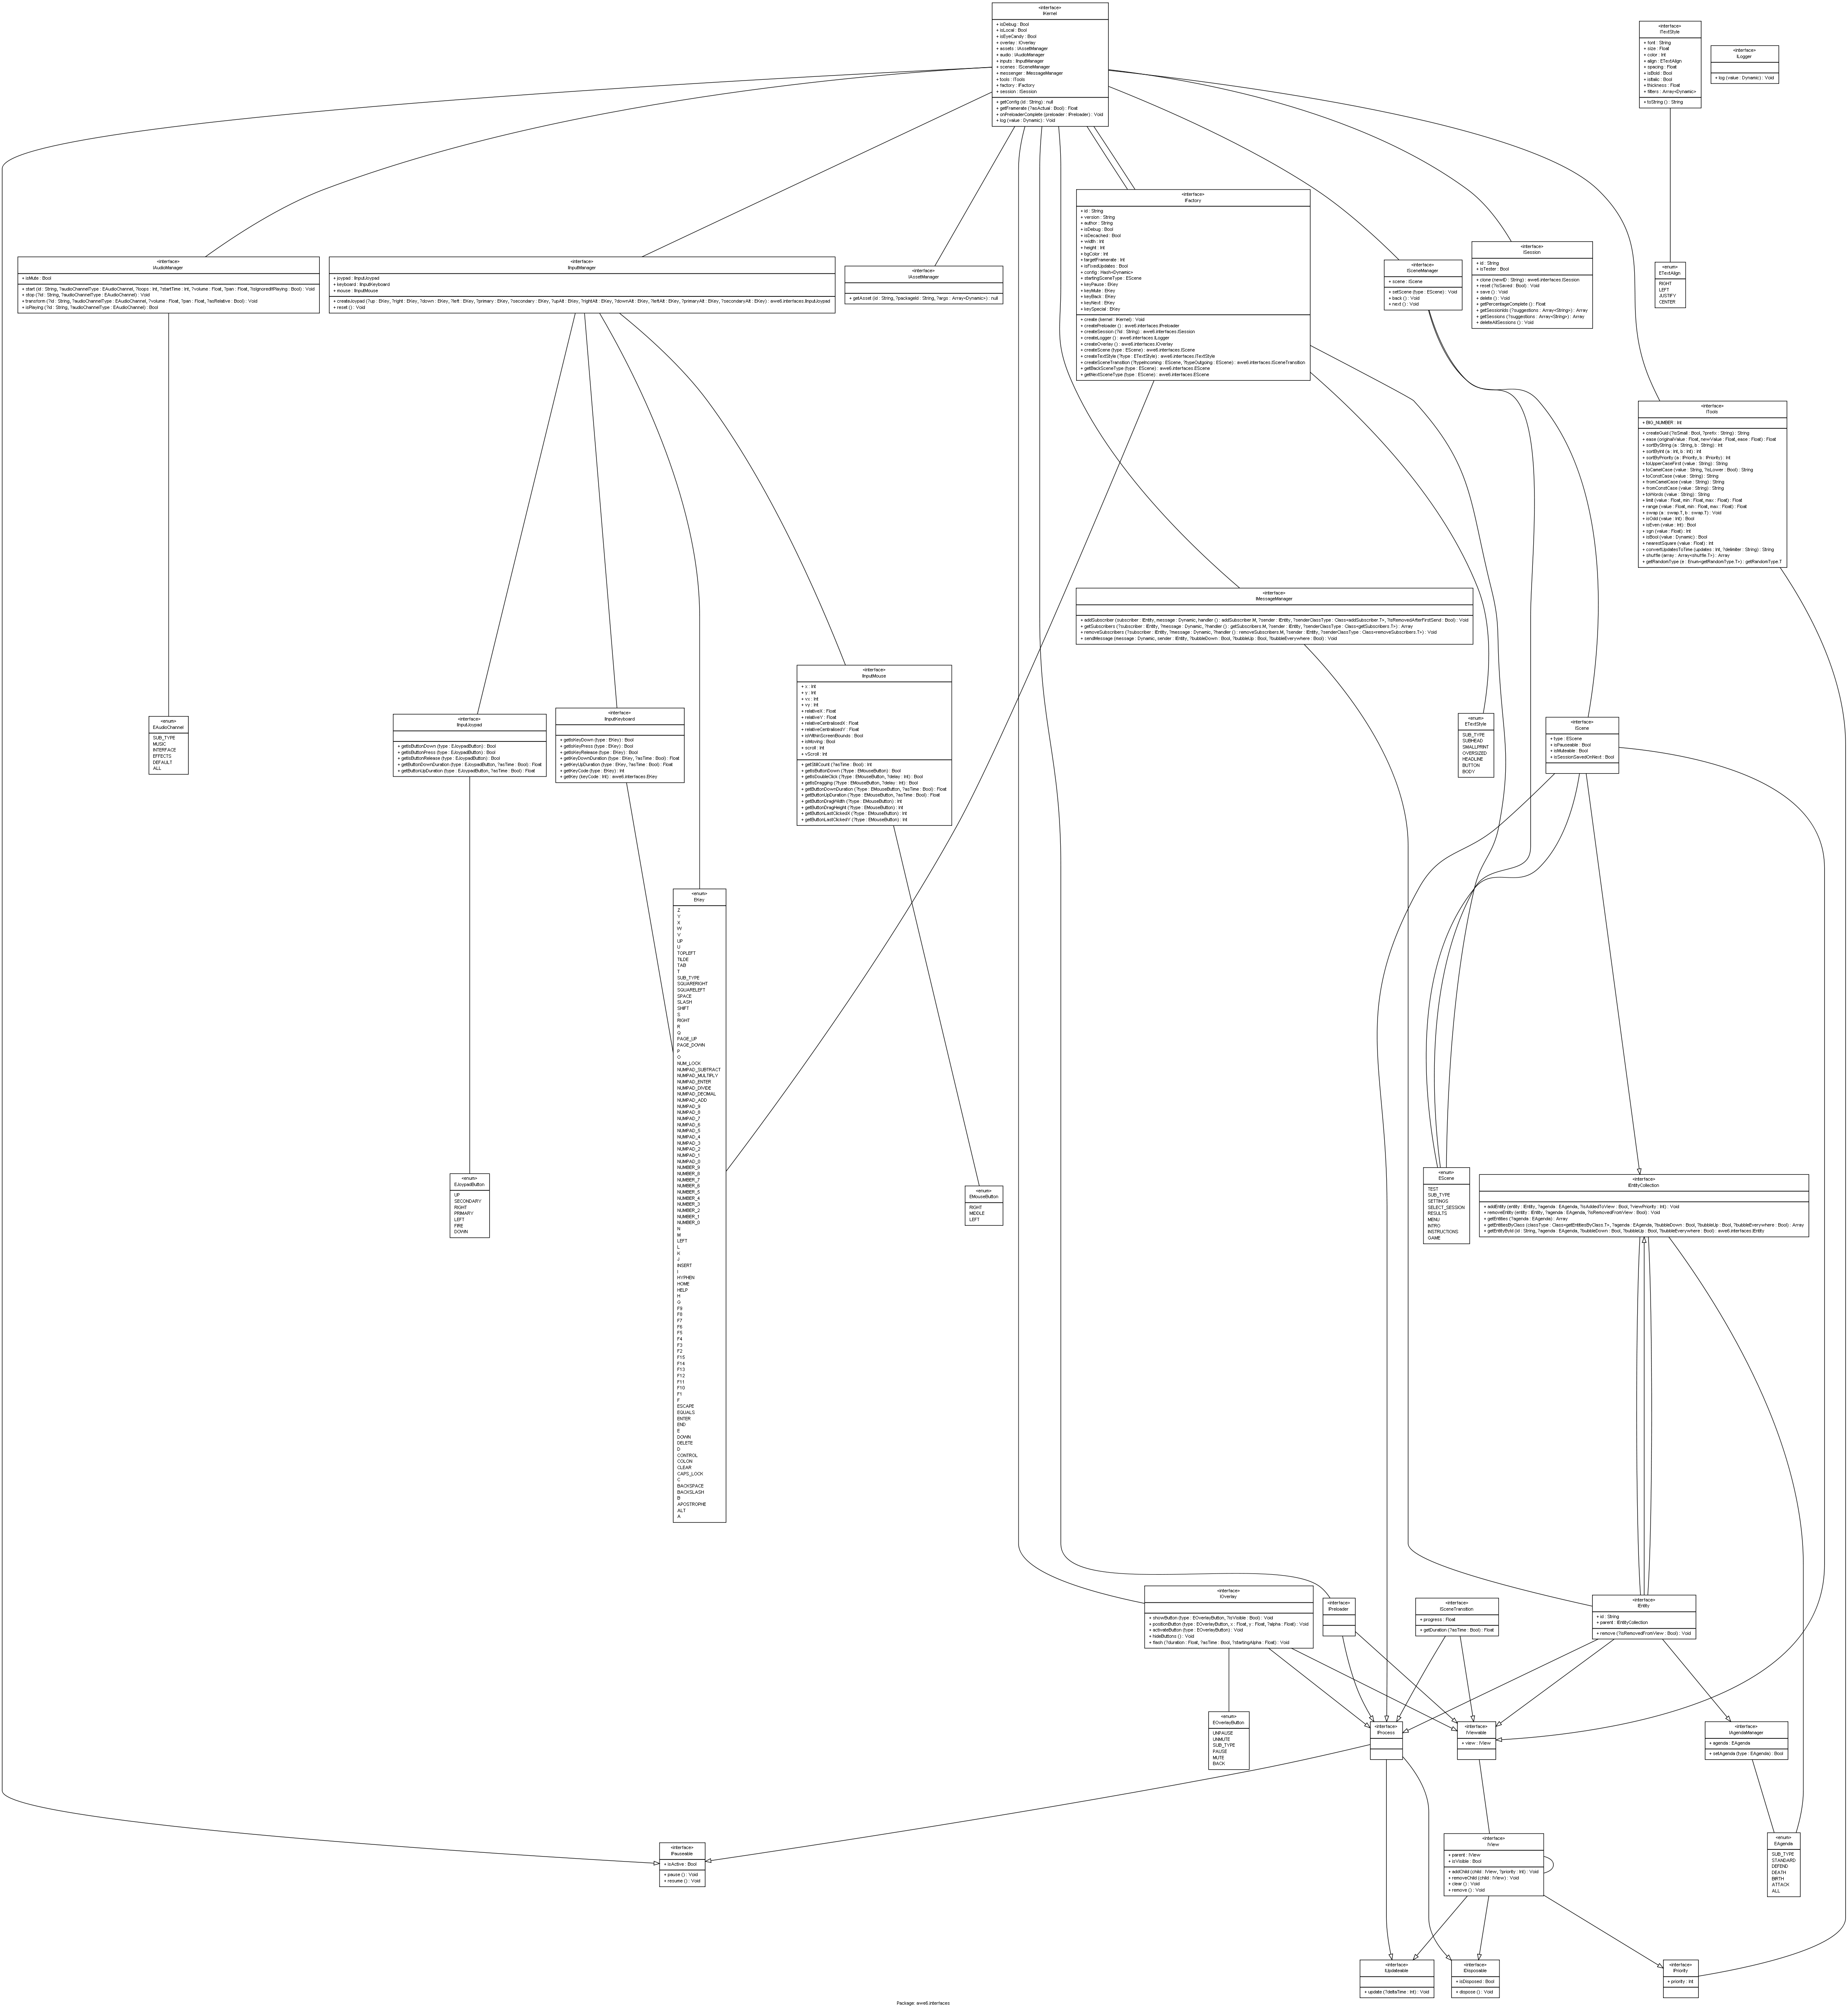 «interface»
IKernel
+ isDebug : Bool
+ isLocal : Bool
+ isEyeCandy : Bool
+ overlay : IOverlay
+ assets : IAssetManager
+ audio : IAudioManager
+ inputs : IInputManager
+ scenes : ISceneManager
+ messenger : IMessageManager
+ tools : ITools
+ factory : IFactory
+ session : ISession
+ getConfig (id : String) : null
+ getFramerate (?asActual : Bool) : Float
+ onPreloaderComplete (preloader : IPreloader) : Void
+ log (value : Dynamic) : Void
«interface»
ITextStyle
+ font : String
+ size : Float
+ color : Int
+ align : ETextAlign
+ spacing : Float
+ isBold : Bool
+ isItalic : Bool
+ thickness : Float
+ filters : Array<Dynamic>
+ toString () : String
«interface»
ILogger
+ log (value : Dynamic) : Void
«interface»
IFactory
+ id : String
+ version : String
+ author : String
+ isDebug : Bool
+ isDecached : Bool
+ width : Int
+ height : Int
+ bgColor : Int
+ targetFramerate : Int
+ isFixedUpdates : Bool
+ config : Hash<Dynamic>
+ startingSceneType : EScene
+ keyPause : EKey
+ keyMute : EKey
+ keyBack : EKey
+ keyNext : EKey
+ keySpecial : EKey
+ create (kernel : IKernel) : Void
+ createPreloader () : awe6.interfaces.IPreloader
+ createSession (?id : String) : awe6.interfaces.ISession
+ createLogger () : awe6.interfaces.ILogger
+ createOverlay () : awe6.interfaces.IOverlay
+ createScene (type : EScene) : awe6.interfaces.IScene
+ createTextStyle (?type : ETextStyle) : awe6.interfaces.ITextStyle
+ createSceneTransition (?typeIncoming : EScene, ?typeOutgoing : EScene) : awe6.interfaces.ISceneTransition
+ getBackSceneType (type : EScene) : awe6.interfaces.EScene
+ getNextSceneType (type : EScene) : awe6.interfaces.EScene
«interface»
IAudioManager
+ isMute : Bool
+ start (id : String, ?audioChannelType : EAudioChannel, ?loops : Int, ?startTime : Int, ?volume : Float, ?pan : Float, ?isIgnoredIfPlaying : Bool) : Void
+ stop (?id : String, ?audioChannelType : EAudioChannel) : Void
+ transform (?id : String, ?audioChannelType : EAudioChannel, ?volume : Float, ?pan : Float, ?asRelative : Bool) : Void
+ isPlaying (?id : String, ?audioChannelType : EAudioChannel) : Bool
«interface»
IInputManager
+ joypad : IInputJoypad
+ keyboard : IInputKeyboard
+ mouse : IInputMouse
+ createJoypad (?up : EKey, ?right : EKey, ?down : EKey, ?left : EKey, ?primary : EKey, ?secondary : EKey, ?upAlt : EKey, ?rightAlt : EKey, ?downAlt : EKey, ?leftAlt : EKey, ?primaryAlt : EKey, ?secondaryAlt : EKey) : awe6.interfaces.IInputJoypad
+ reset () : Void
«interface»
IAssetManager
+ getAsset (id : String, ?packageId : String, ?args : Array<Dynamic>) : null
«interface»
ISceneManager
+ scene : IScene
+ setScene (type : EScene) : Void
+ back () : Void
+ next () : Void
«interface»
ISession
+ id : String
+ isTester : Bool
+ clone (newID : String) : awe6.interfaces.ISession
+ reset (?isSaved : Bool) : Void
+ save () : Void
+ delete () : Void
+ getPercentageComplete () : Float
+ getSessionIds (?suggestions : Array<String>) : Array
+ getSessions (?suggestions : Array<String>) : Array
+ deleteAllSessions () : Void
«enum»
ETextAlign
RIGHT
LEFT
JUSTIFY
CENTER
«interface»
ITools
+ BIG_NUMBER : Int
+ createGuid (?isSmall : Bool, ?prefix : String) : String
+ ease (originalValue : Float, newValue : Float, ease : Float) : Float
+ sortByString (a : String, b : String) : Int
+ sortByInt (a : Int, b : Int) : Int
+ sortByPriority (a : IPriority, b : IPriority) : Int
+ toUpperCaseFirst (value : String) : String
+ toCamelCase (value : String, ?isLower : Bool) : String
+ toConstCase (value : String) : String
+ fromCamelCase (value : String) : String
+ fromConstCase (value : String) : String
+ toWords (value : String) : String
+ limit (value : Float, min : Float, max : Float) : Float
+ range (value : Float, min : Float, max : Float) : Float
+ swap (a : swap.T, b : swap.T) : Void
+ isOdd (value : Int) : Bool
+ isEven (value : Int) : Bool
+ sgn (value : Float) : Int
+ isBool (value : Dynamic) : Bool
+ nearestSquare (value : Float) : Int
+ convertUpdatesToTime (updates : Int, ?delimiter : String) : String
+ shuffle (array : Array<shuffle.T>) : Array
+ getRandomType (e : Enum<getRandomType.T>) : getRandomType.T
«interface»
IMessageManager
+ addSubscriber (subscriber : IEntity, message : Dynamic, handler () : addSubscriber.M, ?sender : IEntity, ?senderClassType : Class<addSubscriber.T>, ?isRemovedAfterFirstSend : Bool) : Void
+ getSubscribers (?subscriber : IEntity, ?message : Dynamic, ?handler () : getSubscribers.M, ?sender : IEntity, ?senderClassType : Class<getSubscribers.T>) : Array
+ removeSubscribers (?subscriber : IEntity, ?message : Dynamic, ?handler () : removeSubscribers.M, ?sender : IEntity, ?senderClassType : Class<removeSubscribers.T>) : Void
+ sendMessage (message : Dynamic, sender : IEntity, ?bubbleDown : Bool, ?bubbleUp : Bool, ?bubbleEverywhere : Bool) : Void
«interface»
IInputMouse
+ x : Int
+ y : Int
+ vx : Int
+ vy : Int
+ relativeX : Float
+ relativeY : Float
+ relativeCentralisedX : Float
+ relativeCentralisedY : Float
+ isWithinScreenBounds : Bool
+ isMoving : Bool
+ scroll : Int
+ vScroll : Int
+ getStillCount (?asTime : Bool) : Int
+ getIsButtonDown (?type : EMouseButton) : Bool
+ getIsDoubleClick (?type : EMouseButton, ?delay : Int) : Bool
+ getIsDragging (?type : EMouseButton, ?delay : Int) : Bool
+ getButtonDownDuration (?type : EMouseButton, ?asTime : Bool) : Float
+ getButtonUpDuration (?type : EMouseButton, ?asTime : Bool) : Float
+ getButtonDragWidth (?type : EMouseButton) : Int
+ getButtonDragHeight (?type : EMouseButton) : Int
+ getButtonLastClickedX (?type : EMouseButton) : Int
+ getButtonLastClickedY (?type : EMouseButton) : Int
«enum»
EAudioChannel
SUB_TYPE
MUSIC
INTERFACE
EFFECTS
DEFAULT
ALL
«interface»
IInputJoypad
+ getIsButtonDown (type : EJoypadButton) : Bool
+ getIsButtonPress (type : EJoypadButton) : Bool
+ getIsButtonRelease (type : EJoypadButton) : Bool
+ getButtonDownDuration (type : EJoypadButton, ?asTime : Bool) : Float
+ getButtonUpDuration (type : EJoypadButton, ?asTime : Bool) : Float
«interface»
IInputKeyboard
+ getIsKeyDown (type : EKey) : Bool
+ getIsKeyPress (type : EKey) : Bool
+ getIsKeyRelease (type : EKey) : Bool
+ getKeyDownDuration (type : EKey, ?asTime : Bool) : Float
+ getKeyUpDuration (type : EKey, ?asTime : Bool) : Float
+ getKeyCode (type : EKey) : Int
+ getKey (keyCode : Int) : awe6.interfaces.EKey
«enum»
ETextStyle
SUB_TYPE
SUBHEAD
SMALLPRINT
OVERSIZED
HEADLINE
BUTTON
BODY
«interface»
IScene
+ type : EScene
+ isPauseable : Bool
+ isMuteable : Bool
+ isSessionSavedOnNext : Bool
«enum»
EKey
Z
Y
X
W
V
UP
U
TOPLEFT
TILDE
TAB
T
SUB_TYPE
SQUARERIGHT
SQUARELEFT
SPACE
SLASH
SHIFT
S
RIGHT
R
Q
PAGE_UP
PAGE_DOWN
P
O
NUM_LOCK
NUMPAD_SUBTRACT
NUMPAD_MULTIPLY
NUMPAD_ENTER
NUMPAD_DIVIDE
NUMPAD_DECIMAL
NUMPAD_ADD
NUMPAD_9
NUMPAD_8
NUMPAD_7
NUMPAD_6
NUMPAD_5
NUMPAD_4
NUMPAD_3
NUMPAD_2
NUMPAD_1
NUMPAD_0
NUMBER_9
NUMBER_8
NUMBER_7
NUMBER_6
NUMBER_5
NUMBER_4
NUMBER_3
NUMBER_2
NUMBER_1
NUMBER_0
N
M
LEFT
L
K
J
INSERT
I
HYPHEN
HOME
HELP
H
G
F9
F8
F7
F6
F5
F4
F3
F2
F15
F14
F13
F12
F11
F10
F1
F
ESCAPE
EQUALS
ENTER
END
E
DOWN
DELETE
D
CONTROL
COLON
CLEAR
CAPS_LOCK
C
BACKSPACE
BACKSLASH
B
APOSTROPHE
ALT
A
«enum»
EJoypadButton
UP
SECONDARY
RIGHT
PRIMARY
LEFT
FIRE
DOWN
«enum»
EMouseButton
RIGHT
MIDDLE
LEFT
«enum»
EScene
TEST
SUB_TYPE
SETTINGS
SELECT_SESSION
RESULTS
MENU
INTRO
INSTRUCTIONS
GAME
«interface»
IEntityCollection
+ addEntity (entity : IEntity, ?agenda : EAgenda, ?isAddedToView : Bool, ?viewPriority : Int) : Void
+ removeEntity (entity : IEntity, ?agenda : EAgenda, ?isRemovedFromView : Bool) : Void
+ getEntities (?agenda : EAgenda) : Array
+ getEntitiesByClass (classType : Class<getEntitiesByClass.T>, ?agenda : EAgenda, ?bubbleDown : Bool, ?bubbleUp : Bool, ?bubbleEverywhere : Bool) : Array
+ getEntityById (id : String, ?agenda : EAgenda, ?bubbleDown : Bool, ?bubbleUp : Bool, ?bubbleEverywhere : Bool) : awe6.interfaces.IEntity
«interface»
IOverlay
+ showButton (type : EOverlayButton, ?isVisible : Bool) : Void
+ positionButton (type : EOverlayButton, x : Float, y : Float, ?alpha : Float) : Void
+ activateButton (type : EOverlayButton) : Void
+ hideButtons () : Void
+ flash (?duration : Float, ?asTime : Bool, ?startingAlpha : Float) : Void
«interface»
IPreloader
«interface»
ISceneTransition
+ progress : Float
+ getDuration (?asTime : Bool) : Float
«interface»
IEntity
+ id : String
+ parent : IEntityCollection
+ remove (?isRemovedFromView : Bool) : Void
«enum»
EOverlayButton
UNPAUSE
UNMUTE
SUB_TYPE
PAUSE
MUTE
BACK
«interface»
IProcess
«interface»
IViewable
+ view : IView
«interface»
IAgendaManager
+ agenda : EAgenda
+ setAgenda (type : EAgenda) : Bool
«interface»
IPauseable
+ isActive : Bool
+ pause () : Void
+ resume () : Void
«interface»
IView
+ parent : IView
+ isVisible : Bool
+ addChild (child : IView, ?priority : Int) : Void
+ removeChild (child : IView) : Void
+ clear () : Void
+ remove () : Void
«enum»
EAgenda
SUB_TYPE
STANDARD
DEFEND
DEATH
BIRTH
ATTACK
ALL
«interface»
IUpdateable
+ update (?deltaTime : Int) : Void
«interface»
IDisposable
+ isDisposed : Bool
+ dispose () : Void
«interface»
IPriority
+ priority : Int
Package: awe6.interfaces